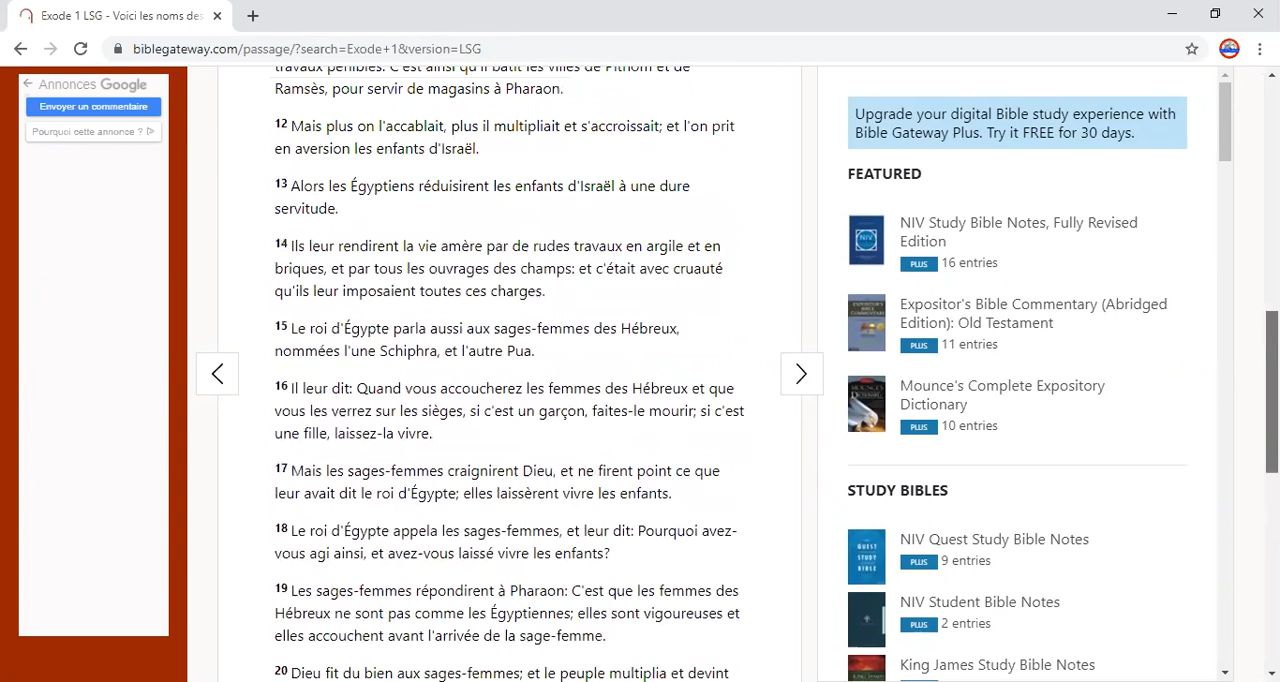 Exode 1 LSG - Voici les noms des
biblegateway.com/passage/?search=Exode+1&version=LSG
Annonces Google
Envoyer un commentaire
Pourquoi cette annonce ?
travaux pénibles. C'est ainsi qu'il bâtit les villes de Pithom et de
Ramsès, pour servir de magasins à Pharaon.
12 Mais plus on l'accablait, plus il multipliait et s'accroissait; et l'on prit
en aversion les enfants d'Israël.
13 Alors les Égyptiens réduisirent les enfants d'Israël à une dure
servitude.
14 Ils leur rendirent la vie amère par de rudes travaux en argile et en
briques, et par tous les ouvrages des champs: et c'était avec cruauté
qu'ils leur imposaient toutes ces charges.
15 Le roi d'Égypte parla aussi aux sages-femmes des Hébreux,
nommées l'une Schiphra, et l'autre Pua.
16 Il leur dit: Quand vous accoucherez les femmes des Hébreux et que
vous les verrez sur les sièges, si c'est un garçon, faites-le mourir; si c'est
une fille, laissez-la vivre.
17 Mais les sages-femmes craignirent Dieu, et ne firent point ce que
leur avait dit le roi d'Égypte; elles laissèrent vivre les enfants.
18 Le roi d'Égypte appela les sages-femmes, et leur dit: Pourquoi avez-
vous agi ainsi, et avez-vous laissé vivre les enfants?
19 Les sages-femmes répondirent à Pharaon: C'est que les femmes des
Hébreux ne sont pas comme les Égyptiennes; elles sont vigoureuses et
elles accouchent avant l'arrivée de la sage-femme.
20 Dieu fit du bien aux sages-femmes; et le peuple multiplia et devint
Upgrade your digital Bible study experience with
Bible Gateway Plus. Try it FREE for 30 days.
FEATURED
NIV Study Bible Notes, Fully Revised
Edition
PLUS 16 entries
Expositor's Bible Commentary (Abridged
Edition): Old Testament
PLUS 11 entries
Mounce's Complete Expository
Dictionary
PLUS 10 entries
STUDY BIBLES
NIV Quest Study Bible Notes
PLUS 9 entries
NIV Student Bible Notes
PLUS 2 entries
King James Study Bible Notes